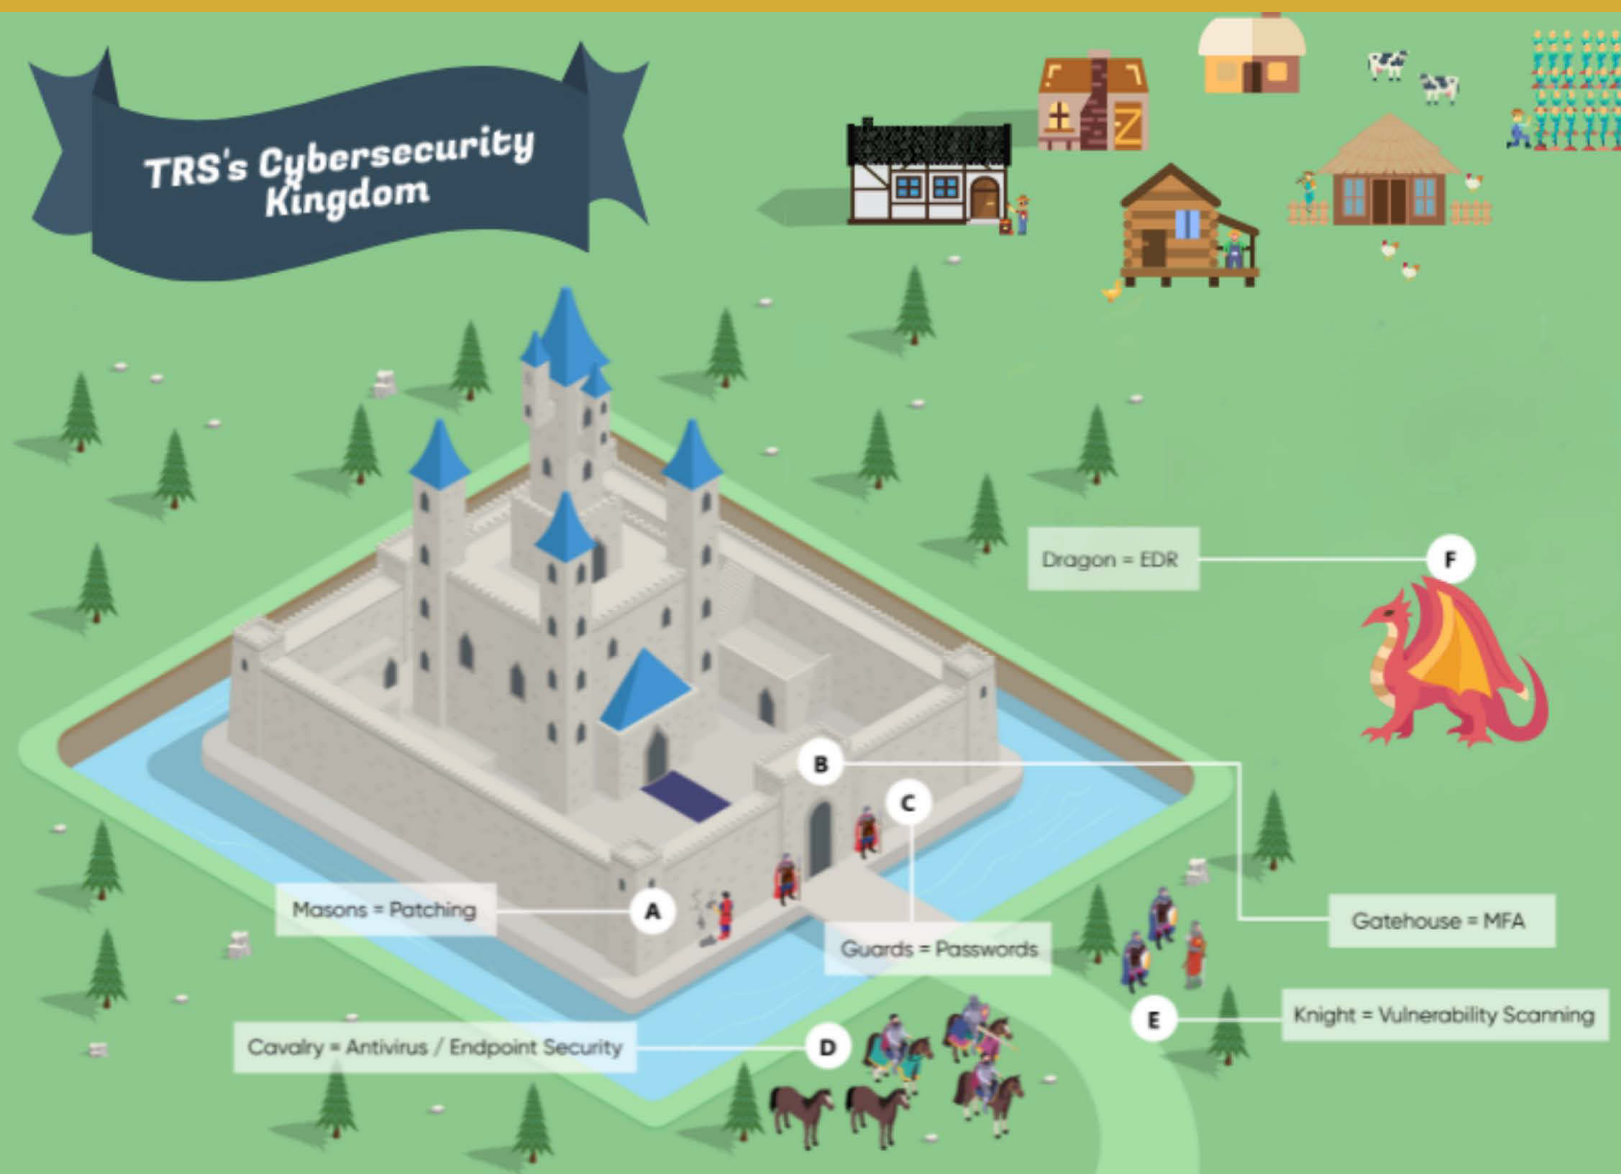 TRS's Cybersecurity
Kingdom
Dragon = EDR
F
B
C
Masons = Patching
A
Guards = Passwords
Gatehouse = MFA
Cavalry = Antivirus / Endpoint Security
D
E
Knight = Vulnerability Scanning